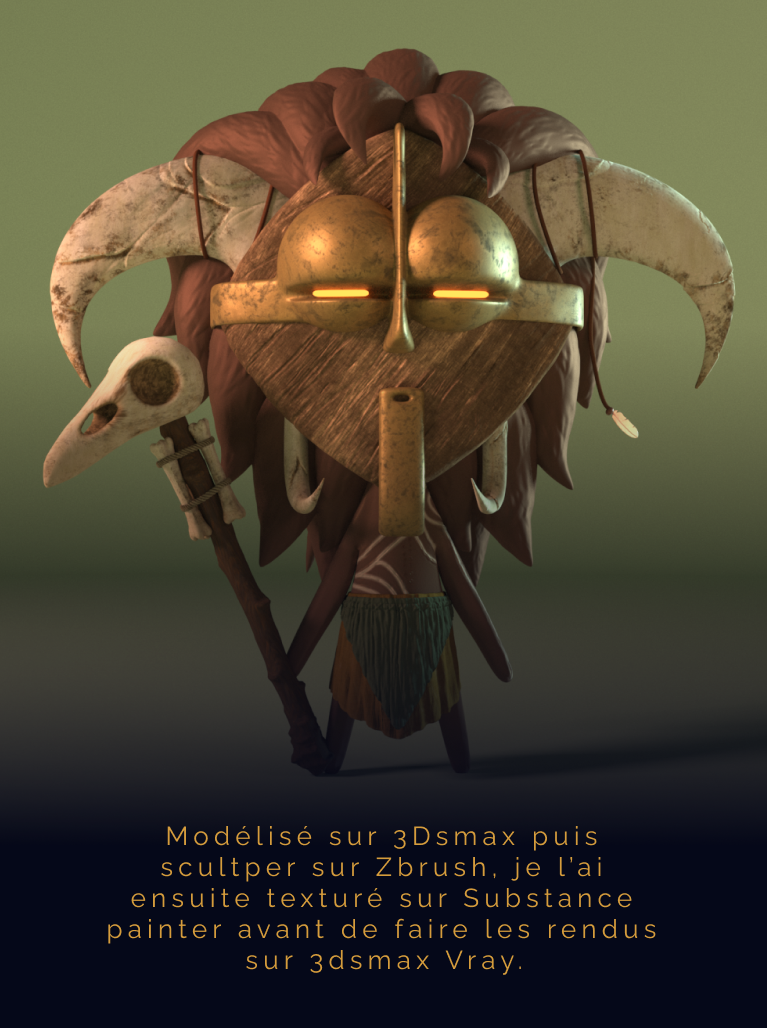 Modélisé sur 3Dsmax puis
scultper sur Zbrush, je l’ai
ensuite texturé sur Substance
painter avant de faire les rendus
sur 3dsmax Vray.